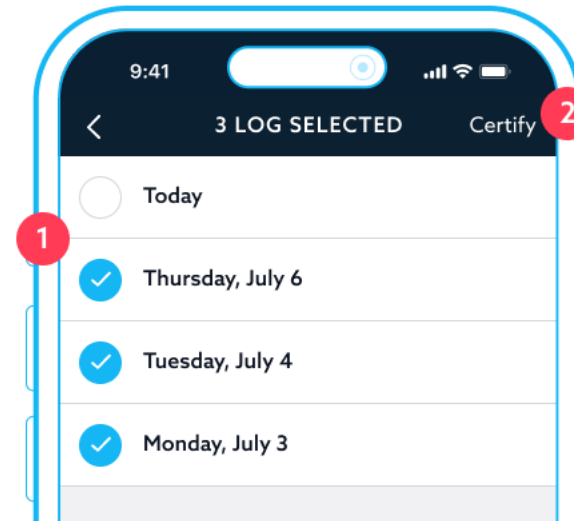 9:41
3 LOG SELECTED
Certify
2
Today
1
Thursday, July 6
Tuesday, July 4
Monday, July 3